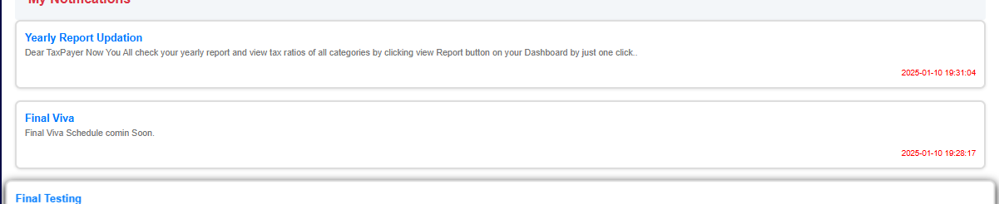 My Notifications
Yearly Report Updation
Dear TaxPayer Now You All check your yearly report and view tax ratios of all categories by clicking view Report button on your Dashboard by just one click..
2025-01-10 19:31:04
Final Viva
Final Viva Schedule comin Soon.
2025-01-10 19:28:17
Final Testing